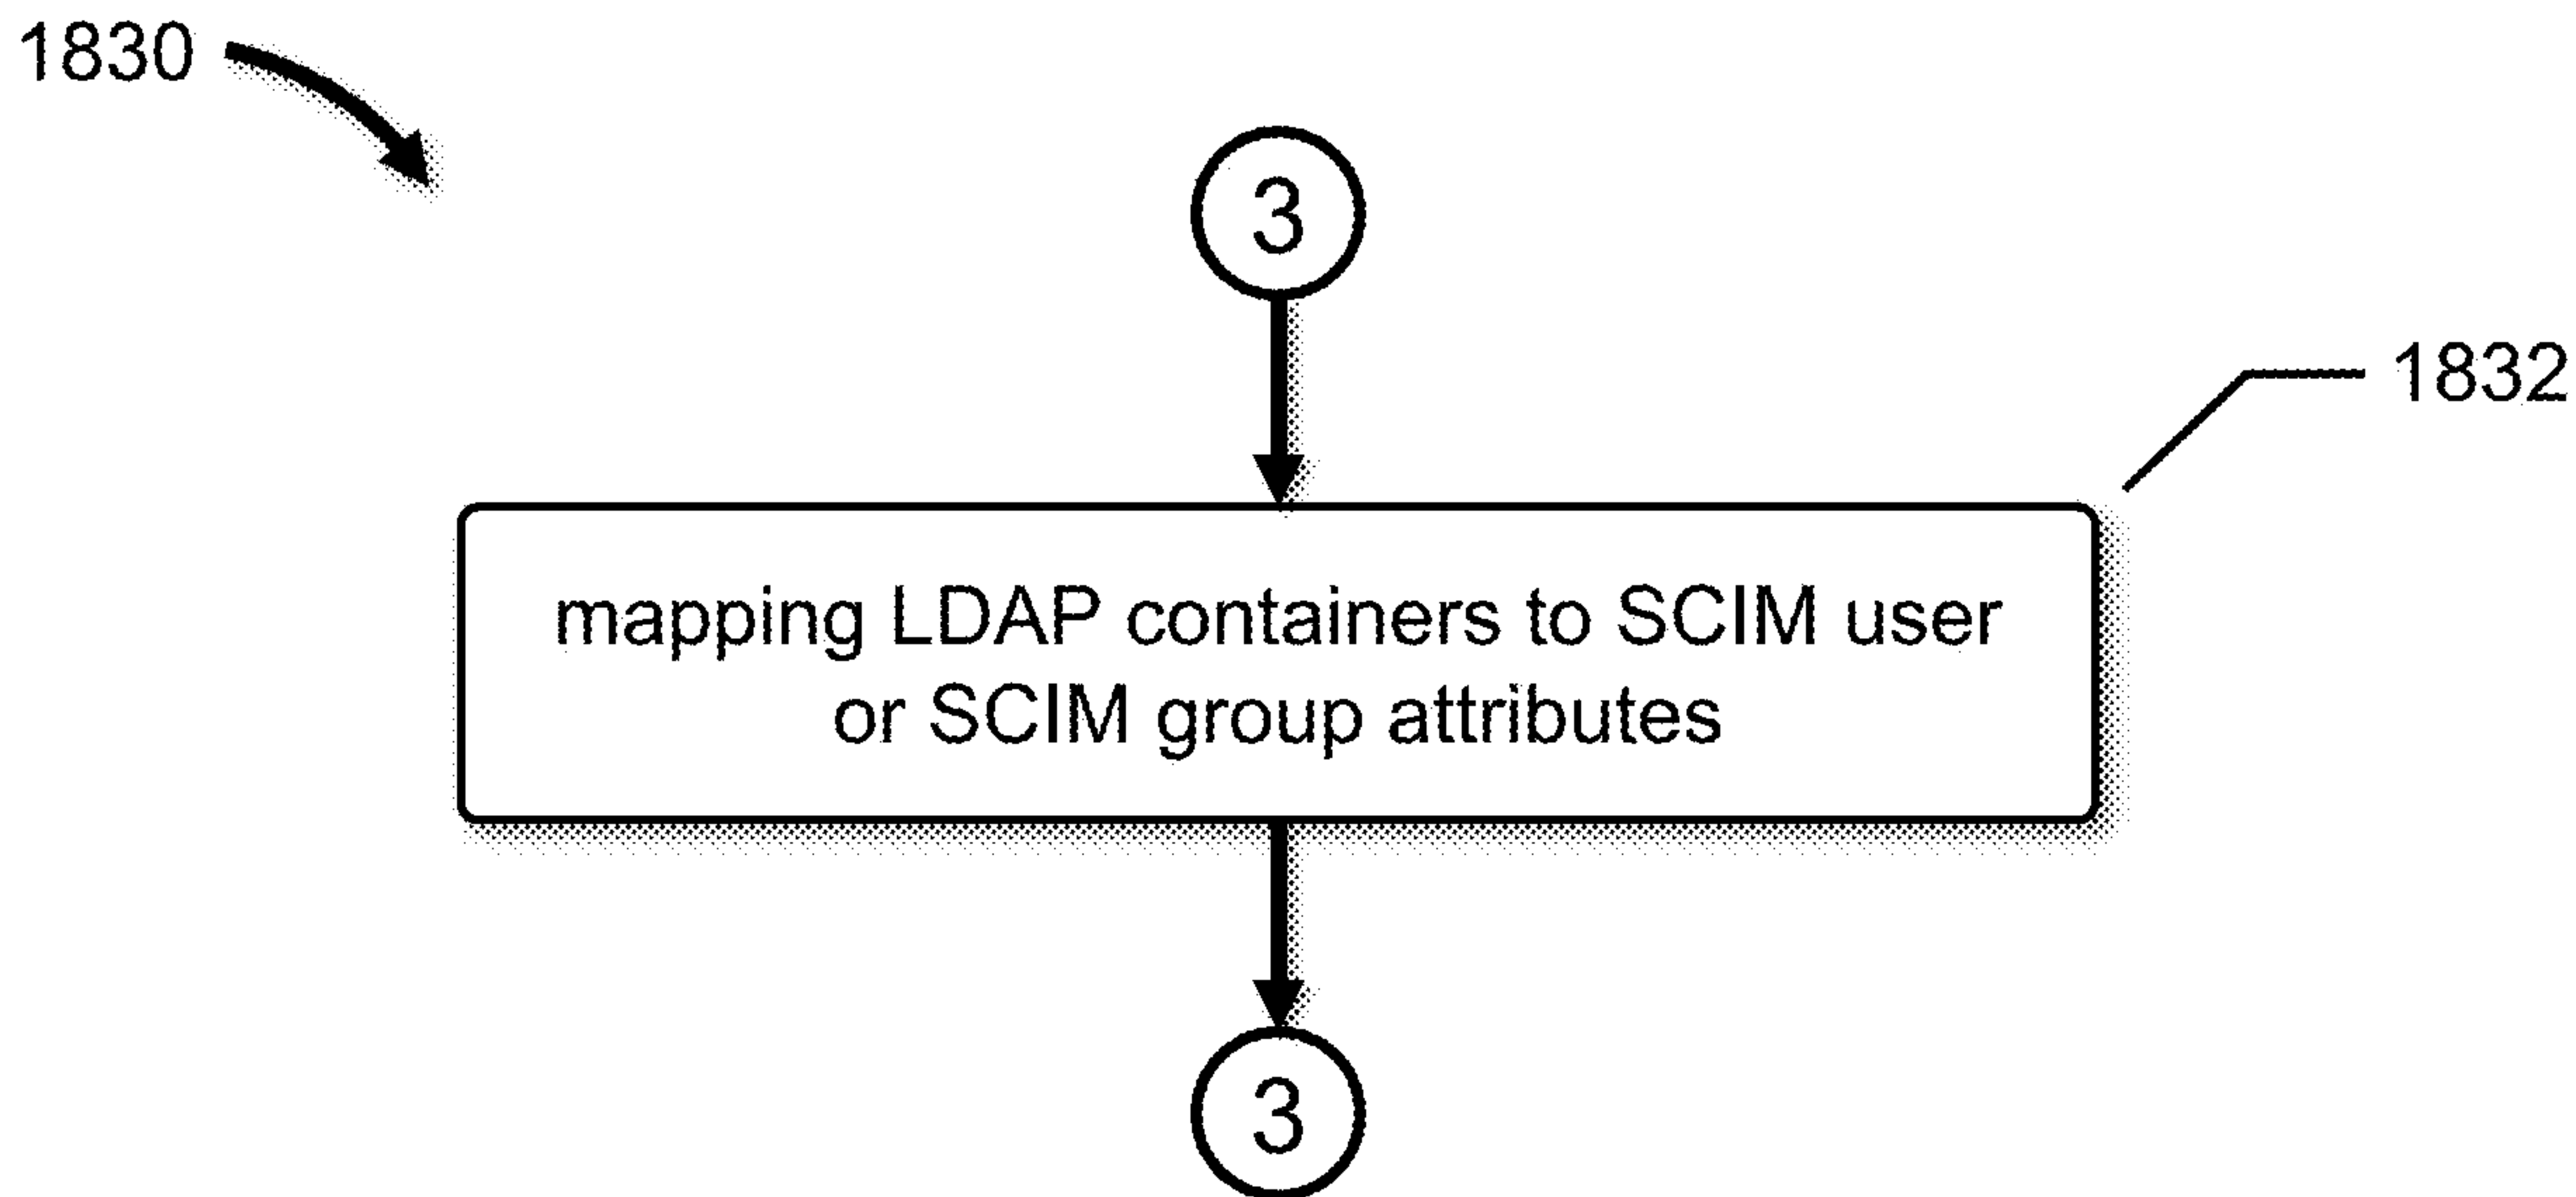 1830
3
1832
mapping LDAP containers to SCIM user
or SCIM group attributes
3